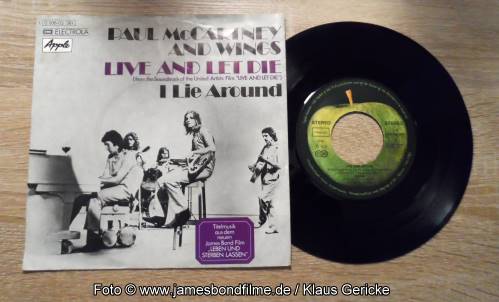 EMI ELECTROLA
Apple
PAUL McCARTNEY
AND WINGS
LIVE AND LET DIE
(from the Soundtrack of the United Artists Film "LIVE AND LET DIE")
I Lie Around
Titelmusik
aus dem
neuen
James Bond Film
„LEBEN UND
STERBEN LASSEN"
STEREO
STEREO
Foto © www.jamesbondfilme.de / Klaus Gericke